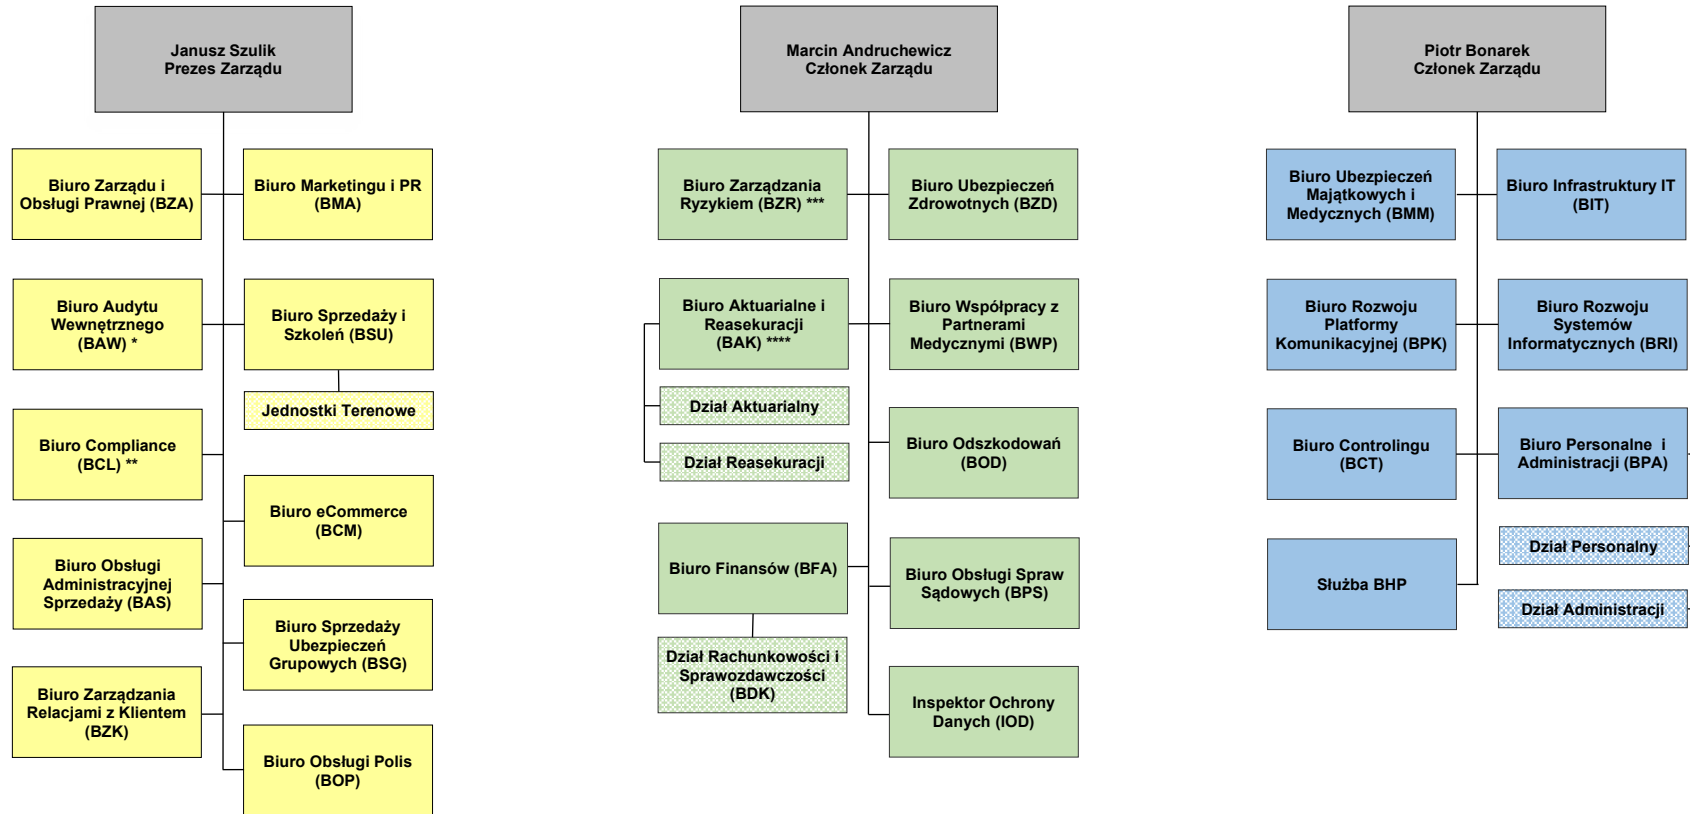 Janusz Szulik
Prezes Zarządu
Biuro Zarządu i
Obsługi Prawnej (BZA)
Biuro Marketingu i PR
(BMA)
Biuro Audytu
Wewnętrznego
(BAW) *
Biuro Sprzedaży i
Szkoleń (BSU)
Jednostki Terenowe
Biuro Compliance
(BCL) **
Biuro eCommerce
(BCM)
Biuro Obsługi
Administracyjnej
Sprzedaży (BAS)
Biuro Sprzedaży
Ubezpieczeń
Grupowych (BSG)
Biuro Zarządzania
Relacjami z Klientem
(BZK)
Biuro Obsługi Polis
(BOP)
Marcin Andruchewicz
Członek Zarządu
Biuro Zarządzania
Ryzykiem (BZR) ***
Biuro Ubezpieczeń
Zdrowotnych (BZD)
Biuro Aktuarialne i
Reasekuracji
(BAK) ****
Biuro Współpracy z
Partnerami
Medycznymi (BWP)
Dział Aktuarialny
Dział Reasekuracji
Biuro Odszkodowań
(BOD)
Biuro Finansów (BFA)
Biuro Obsługi Spraw
Sądowych (BPS)
Dział Rachunkowości i
Sprawozdawczości
(BDK)
Inspektor Ochrony
Danych (IOD)
Piotr Bonarek
Członek Zarządu
Biuro Ubezpieczeń
Majątkowych i
Medycznych (BMM)
Biuro Infrastruktury IT
(BIT)
Biuro Rozwoju
Platformy
Komunikacyjnej (BPK)
Biuro Rozwoju
Systemów
Informatycznych (BRI)
Biuro Controlingu
(BCT)
Biuro Personalne i
Administracji (BPA)
Dział Personalny
Służba BHP
Dział Administracji